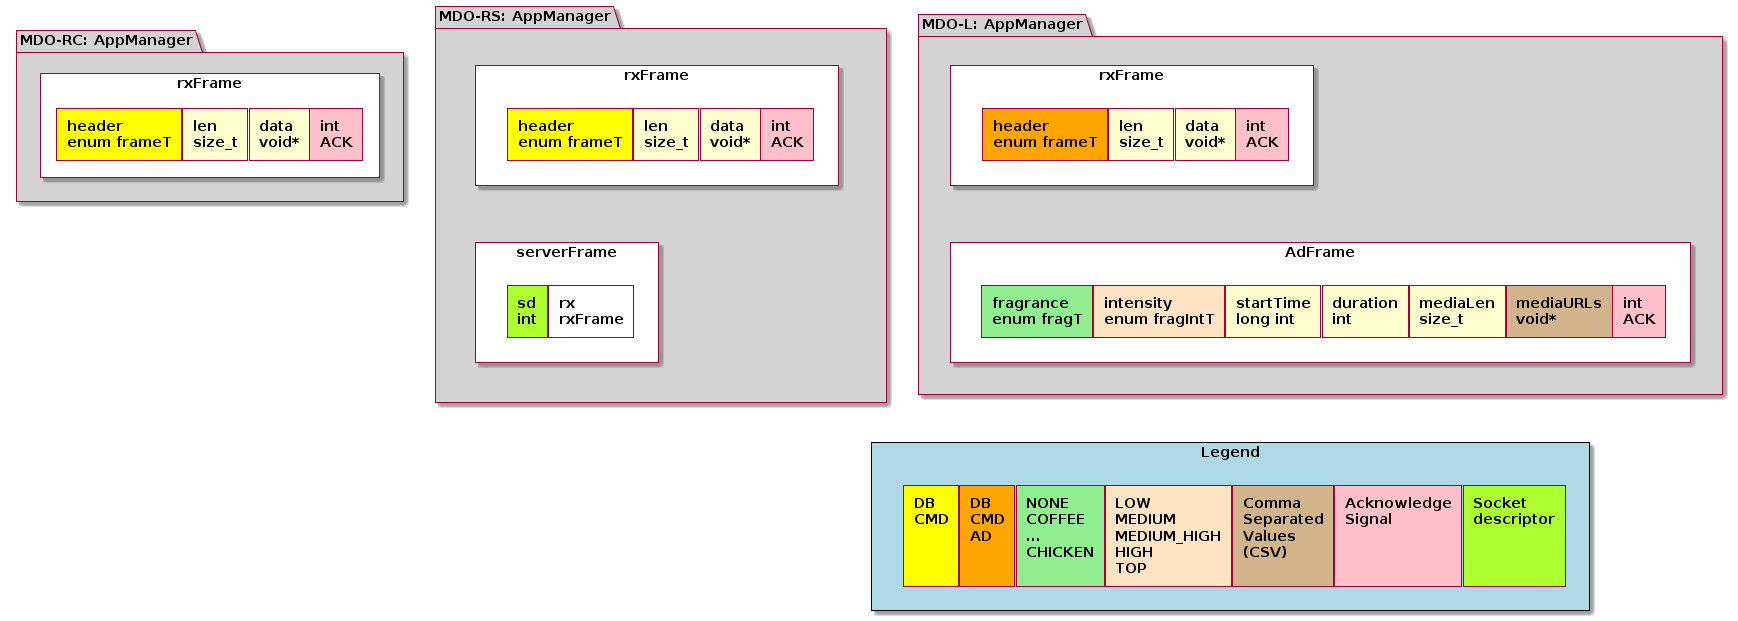 MDO-RC: AppManager
rxFrame
header
enum frameT
len
size_t
data
void*
int
ACK
MDO-RS: AppManager
rxFrame
header
enum frameT
len
size_t
data
void*
int
ACK
serverFrame
sd
int
rx
rxFrame
MDO-L: AppManager
rxFrame
header
enum frameT
len
size_t
data
void*
int
ACK
AdFrame
fragrance
enum fragT
intensity
enum fragIntT
startTime
long int
duration
int
mediaLen
size_t
mediaURLs
void*
int
ACK
Legend
DB
CMD
DB
CMD
AD
NONE
COFFEE
...
CHICKEN
LOW
MEDIUM
MEDIUM_HIGH
HIGH
TOP
Comma
Separated
Values
(CSV)
Acknowledge
Signal
Socket
descriptor